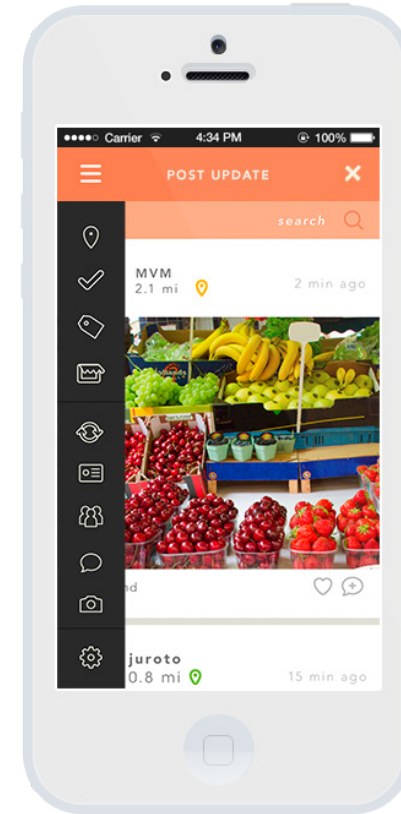 Carrier 4:34 PM 100%
POST UPDATE
search
MVM
2.1 mi 2 min ago
nd
juroto
0.8 mi 15 min ago